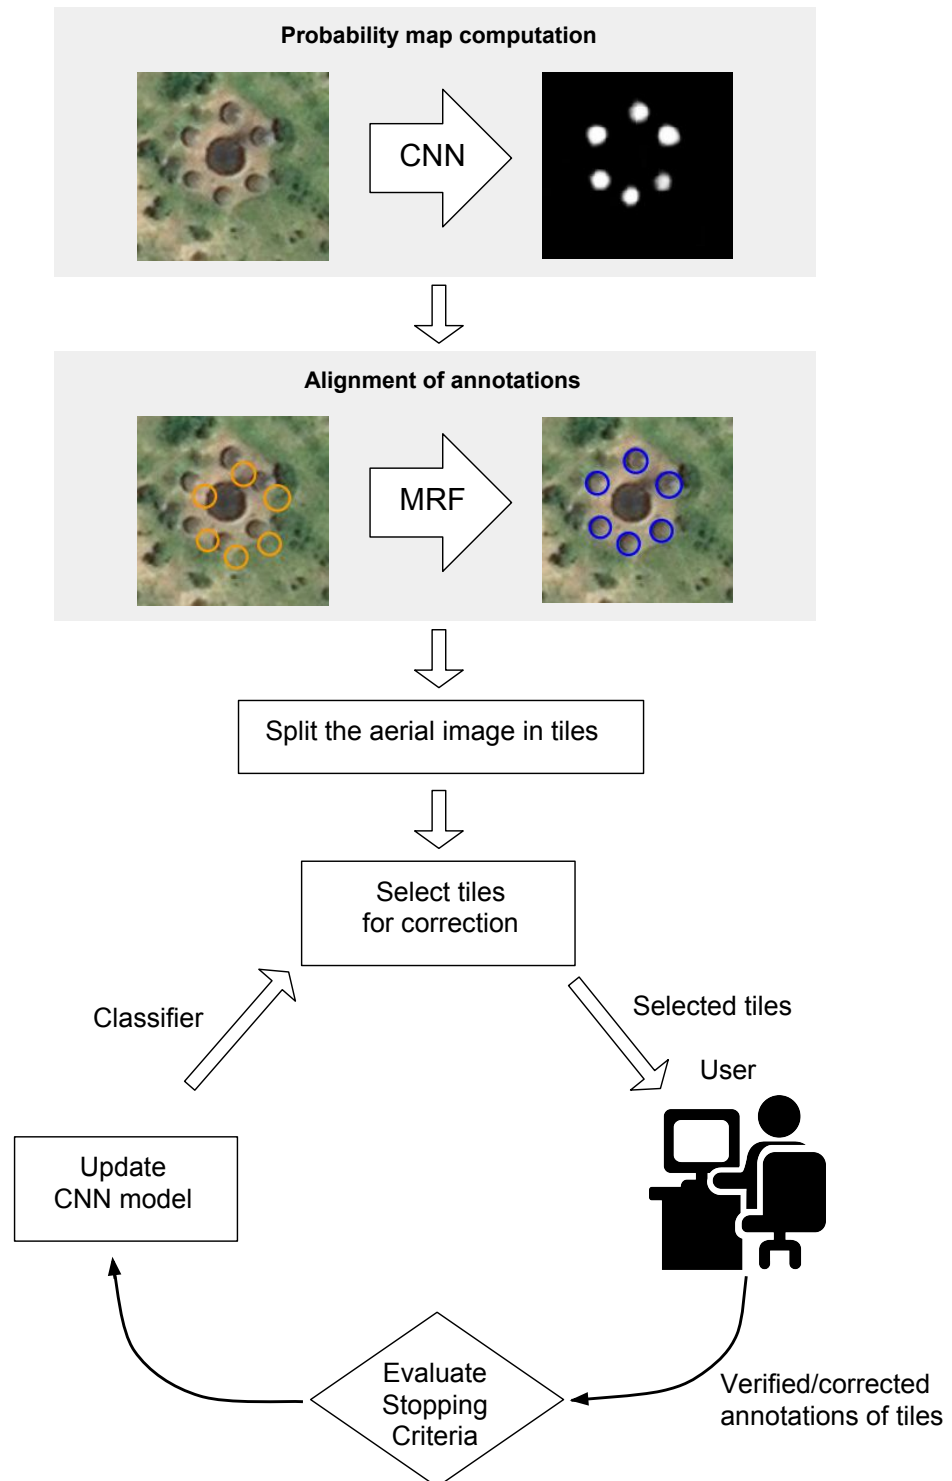 Probability map computation
CNN
Alignment of annotations
MRF
Split the aerial image in tiles
Select tiles
for correction
Classifier
Selected tiles
User
Update
CNN model
Evaluate
Stopping
Criteria
Verified/corrected
annotations of tiles